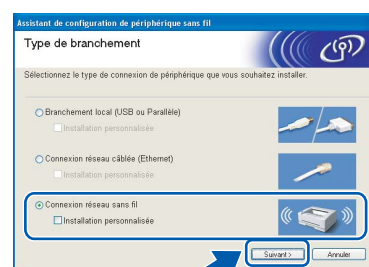 Assistant de configuration de périphérique sans fil
Type de branchement
Sélectionnez le type de connexion de périphérique que vous souhaitez installer.
Branchement local (USB ou Parallèle)
Installation personnalisée
Connexion réseau câblée (Ethernet)
Installation personnalisée
Connexion réseau sans fil
Installation personnalisée
Suivant >
Annuler